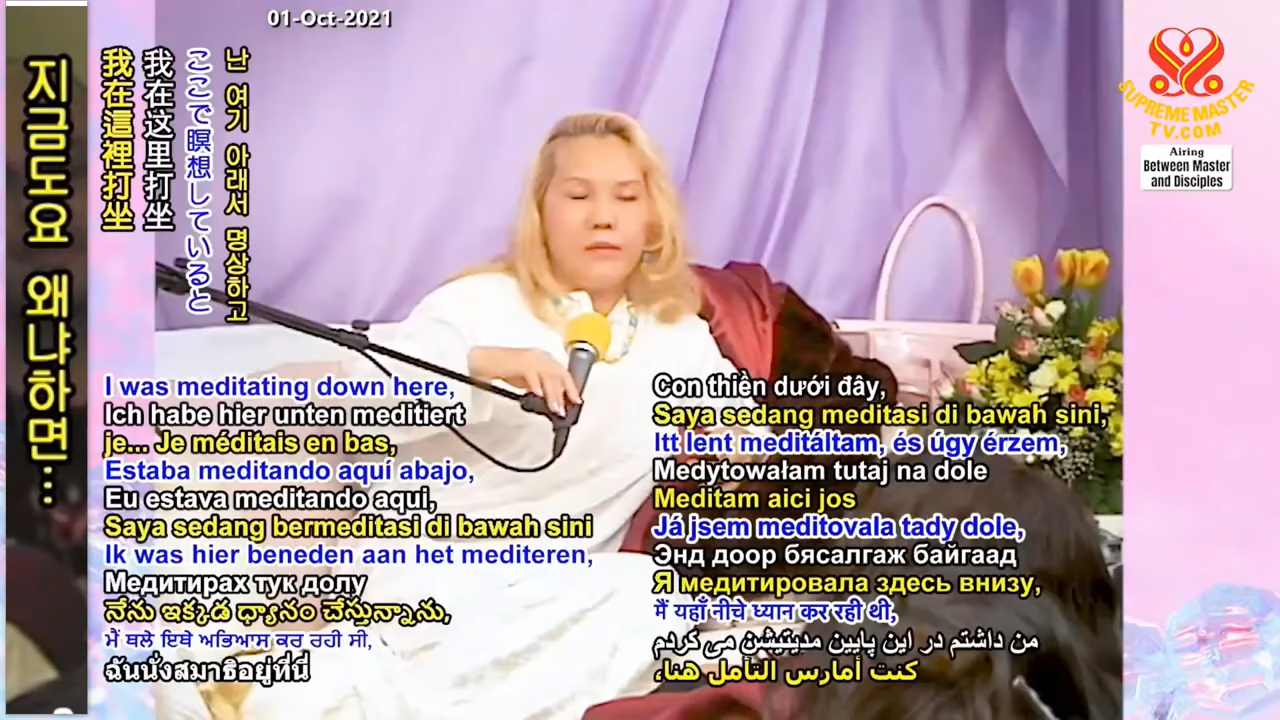 01-Oct-2021
지금도요 왜냐하면...
我在這裡打坐
我在这里打坐
ここで瞑想していると
난 여기 아래서 명상하고
SUPREME MASTER
TV.COM
Airing
Between Master
and Disciples
I was meditating down here,
Ich habe hier unten meditiert
je... Je méditais en bas,
Estaba meditando aquí abajo,
Eu estava meditando aqui,
Saya sedang bermeditasi di bawah sini
Ik was hier beneden aan het mediteren,
Медитирах тук долу
నేను ఇక్కడ ధ్యానం చేస్తున్నాను,
ਮੈਂ ਥਲੇ ਇਥੇ ਅਭਿਆਸ ਕਰ ਰਹੀ ਸੀ,
ฉันนั่งสมาธิอยู่ที่นี่
Con thiền dưới đây,
Saya sedang meditasi di bawah sini,
Itt lent meditáltam, és úgy érzem,
Medytowałam tutaj na dole
Meditam aici jos
Já jsem meditovala tady dole,
Энд доор бясалгаж байгаад
Я медитировала здесь внизу,
मैं यहाँ नीचे ध्यान कर रही थी,
من داشتم در این پایین مدیتیشن می کردم
كنت أمارس التأمل هنا،